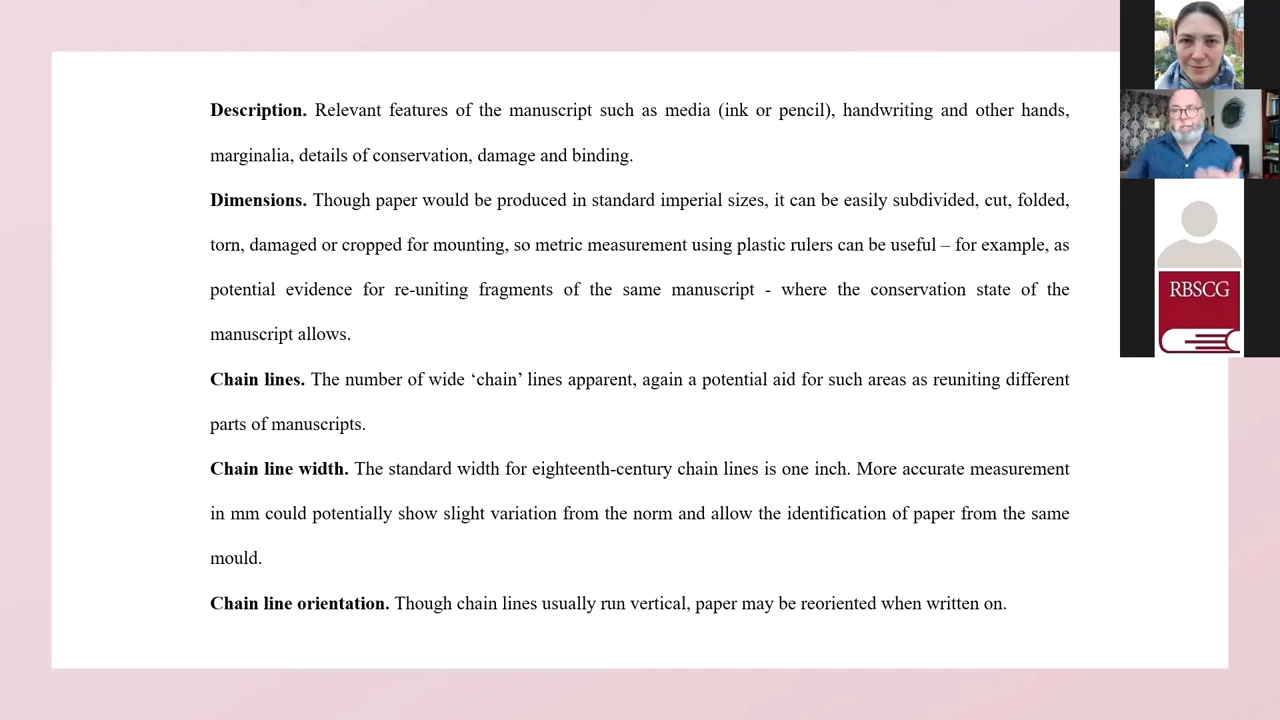 Description. Relevant features of the manuscript such as media (ink or pencil), handwriting and other hands,
marginalia, details of conservation, damage and binding.
Dimensions. Though paper would be produced in standard imperial sizes, it can be easily subdivided, cut, folded,
torn, damaged or cropped for mounting, so metric measurement using plastic rulers can be useful – for example, as
potential evidence for re-uniting fragments of the same manuscript - where the conservation state of the
manuscript allows.
Chain lines. The number of wide ‘chain’ lines apparent, again a potential aid for such areas as reuniting different
parts of manuscripts.
Chain line width. The standard width for eighteenth-century chain lines is one inch. More accurate measurement
in mm could potentially show slight variation from the norm and allow the identification of paper from the same
mould.
Chain line orientation. Though chain lines usually run vertical, paper may be reoriented when written on.
RBSCG